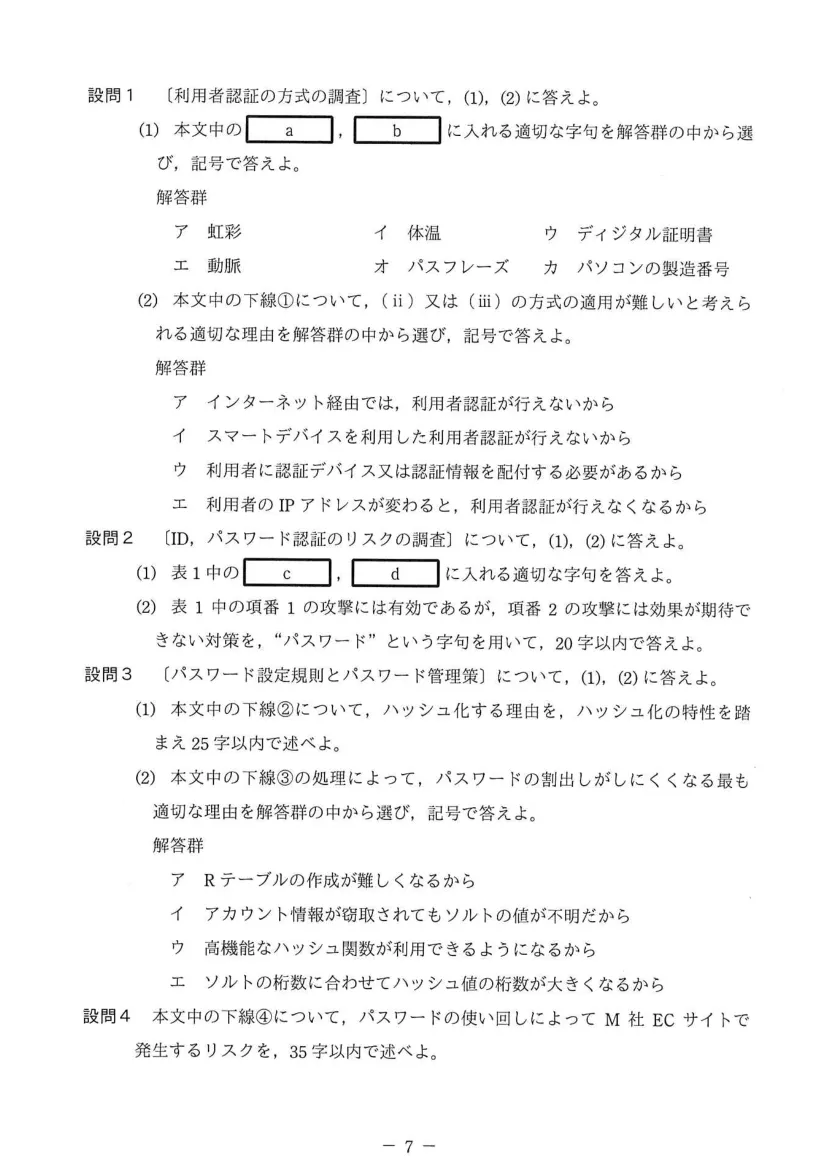 設問1 〔利用者認証の方式の調査〕について，(1)，(2)に答えよ。
(1) 本文中の a ， b に入れる適切な字句を解答群の中から選
び，記号で答えよ。
解答群
ア 虹彩 イ 体温 ウ ディジタル証明書
エ 動脈 オ パスフレーズ カ パソコンの製造番号
(2) 本文中の下線①について，(ⅱ)又は(ⅲ)の方式の適用が難しいと考えら
れる適切な理由を解答群の中から選び，記号で答えよ。
解答群
ア インターネット経由では，利用者認証が行えないから
イ スマートデバイスを利用した利用者認証が行えないから
ウ 利用者に認証デバイス又は認証情報を配付する必要があるから
エ 利用者の IP アドレスが変わると，利用者認証が行えなくなるから
設問2 〔ID，パスワード認証のリスクの調査〕について，(1)，(2)に答えよ。
(1) 表1中の c ， d に入れる適切な字句を答えよ。
(2) 表 1 中の項番 1 の攻撃には有効であるが，項番 2 の攻撃には効果が期待で
きない対策を，“パスワード” という字句を用いて，20 字以内で答えよ。
設問3 〔パスワード設定規則とパスワード管理策〕について，(1)，(2)に答えよ。
(1) 本文中の下線②について，ハッシュ化する理由を，ハッシュ化の特性を踏
まえ 25 字以内で述べよ。
(2) 本文中の下線③の処理によって，パスワードの割出しがしにくくなる最も
適切な理由を解答群の中から選び，記号で答えよ。
解答群
ア R テーブルの作成が難しくなるから
イ アカウント情報が窃取されてもソルトの値が不明だから
ウ 高機能なハッシュ関数が利用できるようになるから
エ ソルトの桁数に合わせてハッシュ値の桁数が大きくなるから
設問4 本文中の下線④について，パスワードの使い回しによって M 社 EC サイトで
発生するリスクを，35 字以内で述べよ。
－ 7 －